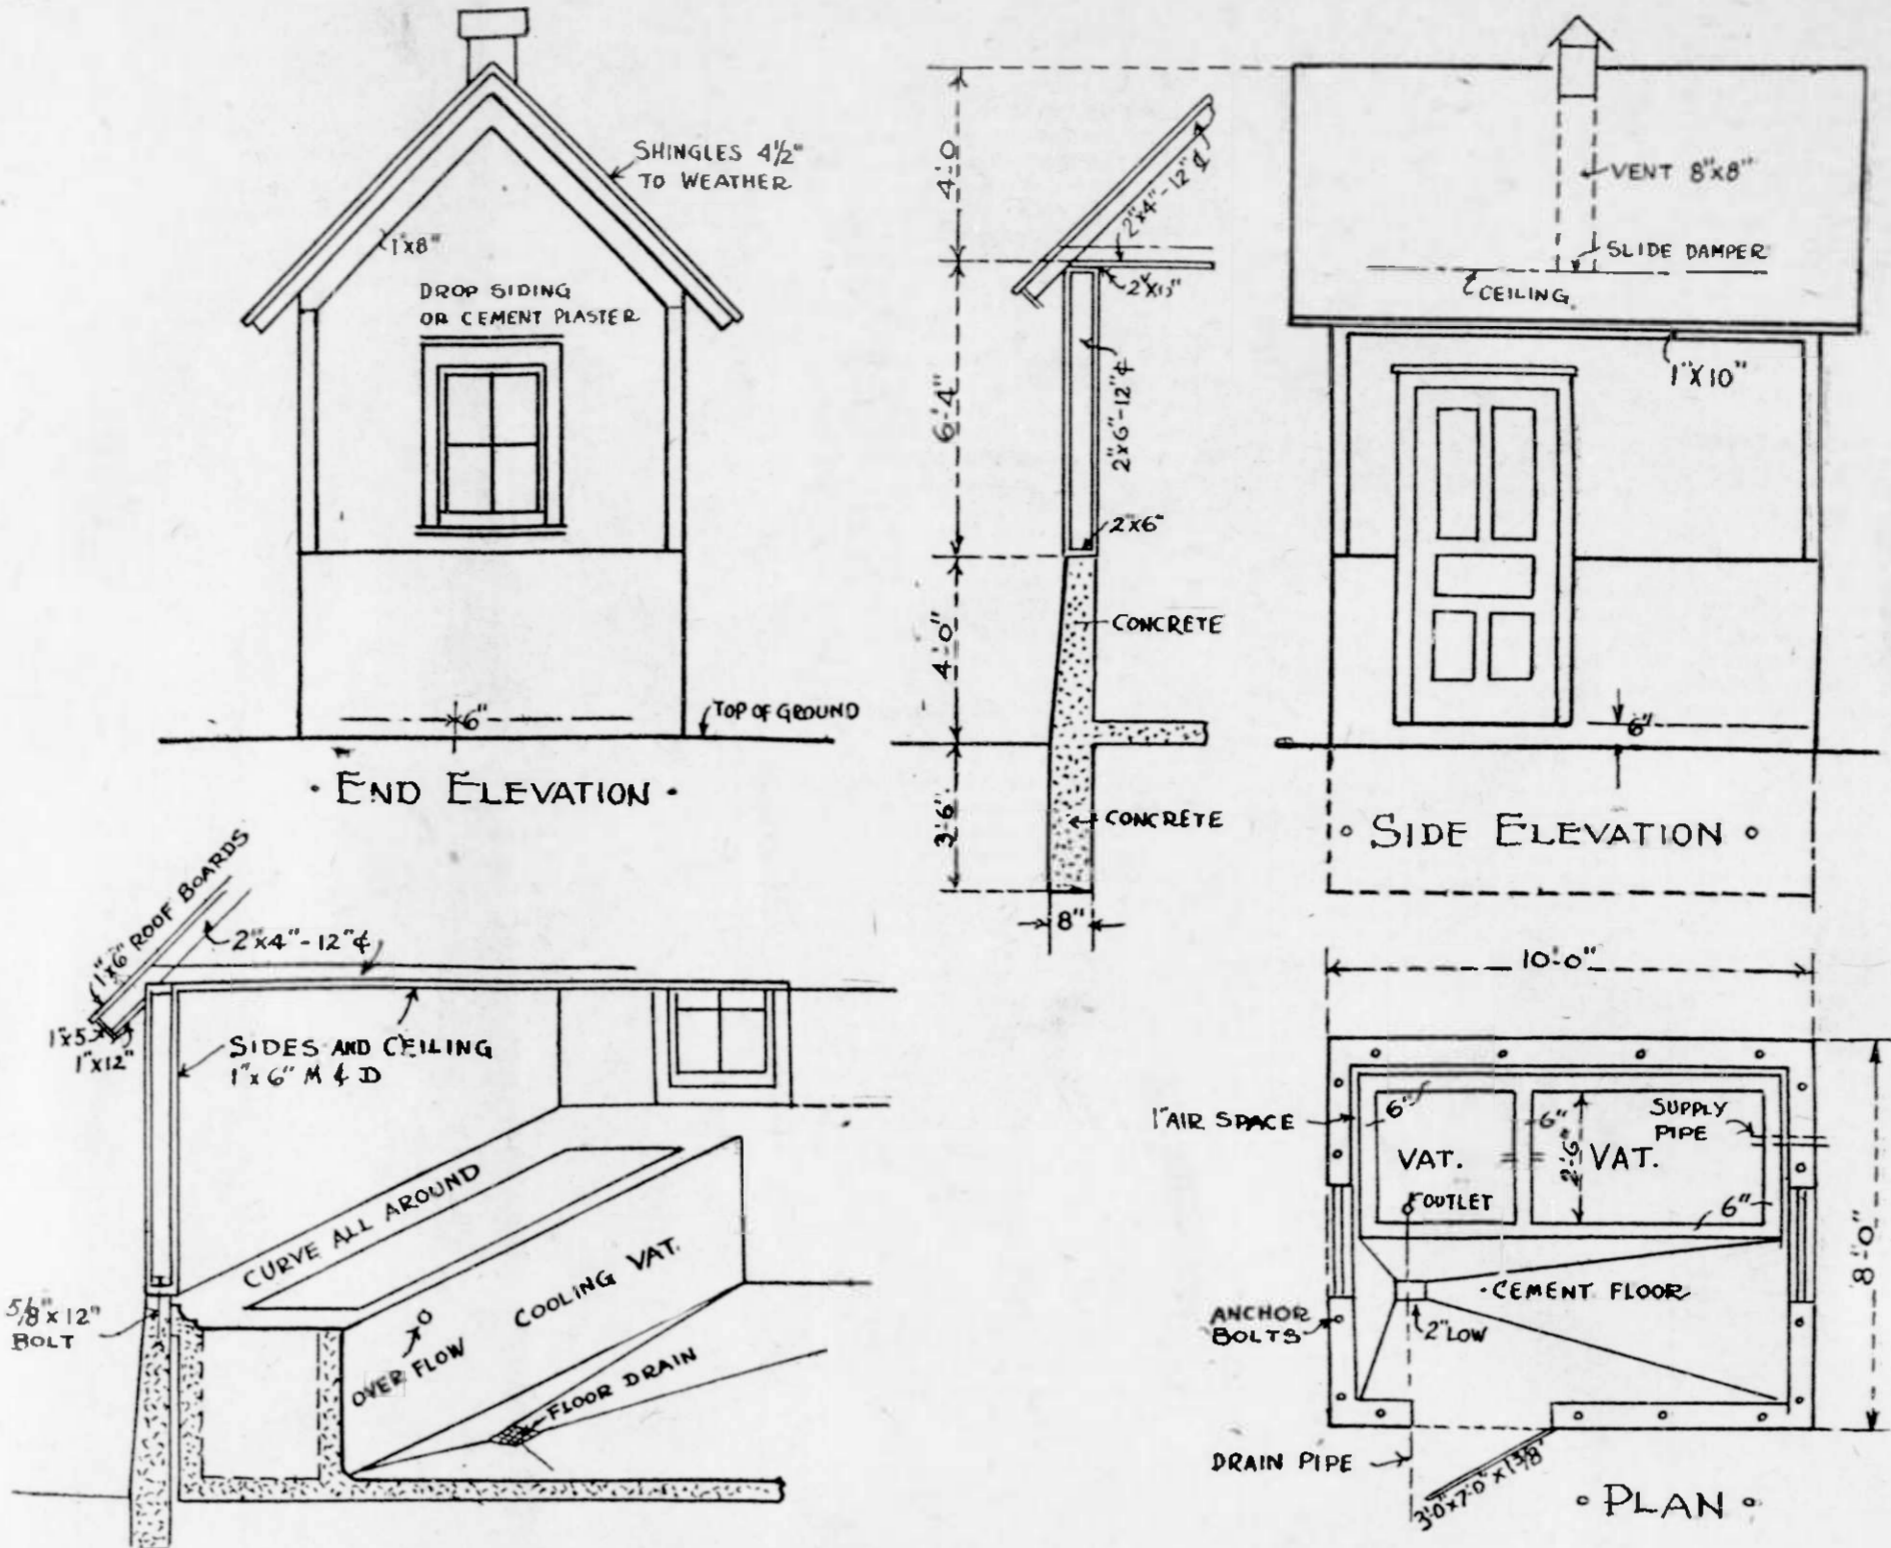 SHINGLES 4½"
TO WEATHER
1"x8"
DROP SIDING
OR CEMENT PLASTER
6"
TOP OF GROUND
• END ELEVATION •
4'-0
6'-4"
4'-0"
3'-6"
2"x4"-12"¢
2"x6"-12"¢
2"x6"
CONCRETE
CONCRETE
8"
VENT 8"x8"
SLIDE DAMPER
CEILING
1"x10"
6"
• SIDE ELEVATION •
1"x6" ROOF BOARDS
2"x4"-12"¢
1"x5"
1"x12"
SIDES AND CEILING
1"x6" M & D
CURVE ALL AROUND
COOLING VAT.
OVER FLOW
FLOOR DRAIN
5/8"x12"
BOLT
10'-0"
8'-0"
1" AIR SPACE
6"
6"
2'-6"
SUPPLY
PIPE
VAT.
VAT.
OUTLET
6"
• CEMENT FLOOR
ANCHOR
BOLTS
2" LOW
DRAIN PIPE
3'-0"x7'-0"x1⅜"
• PLAN •